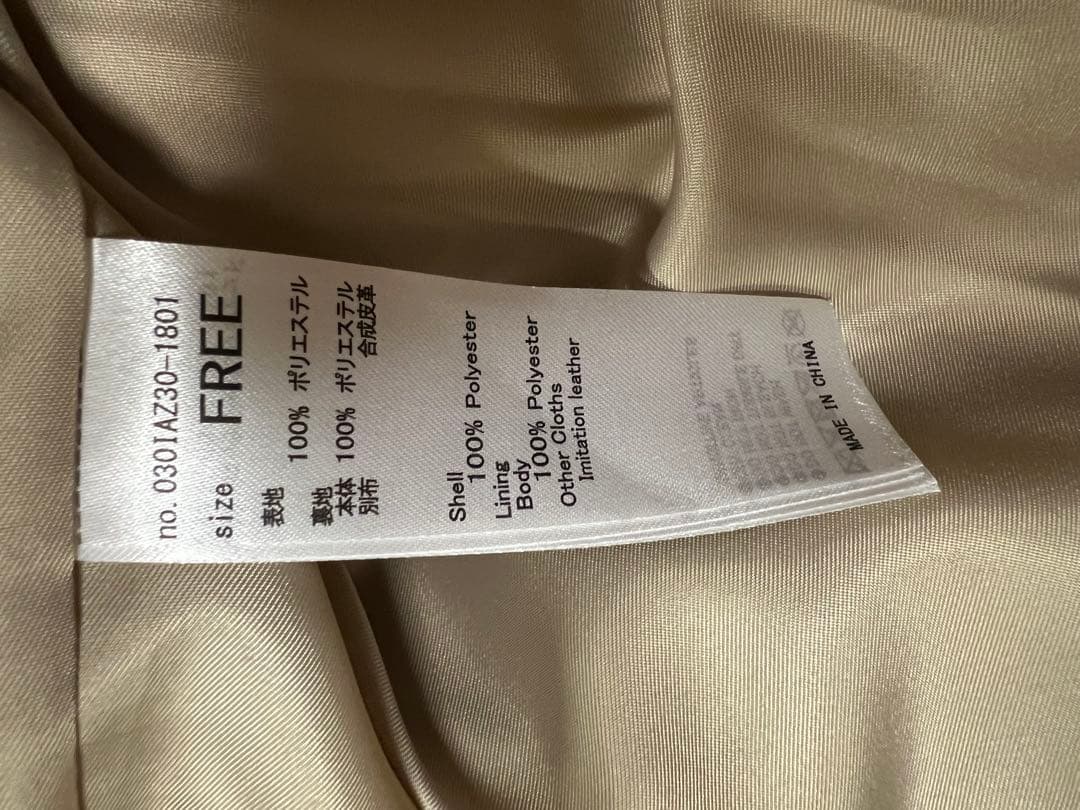 no. 030IAZ30-1801
size FREE
表地 100% ポリエステル
裏地
本体 100% ポリエステル
別布 合成皮革
Shell
100% Polyester
Lining
Body
100% Polyester
Other Cloths
Imitation leather
MADE IN CHINA